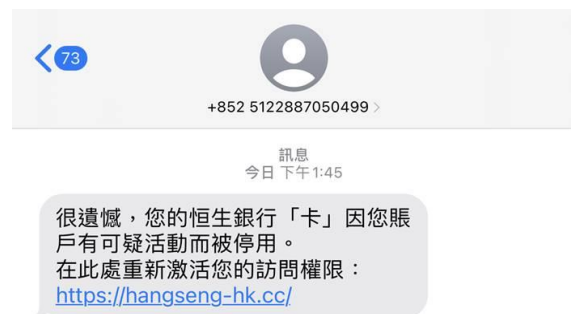 73
+852 5122887050499 >
訊息
今日 下午1:45
很遺憾，您的恒生銀行「卡」因您賬
戶有可疑活動而被停用。
在此處重新激活您的訪問權限：
https://hangseng-hk.cc/